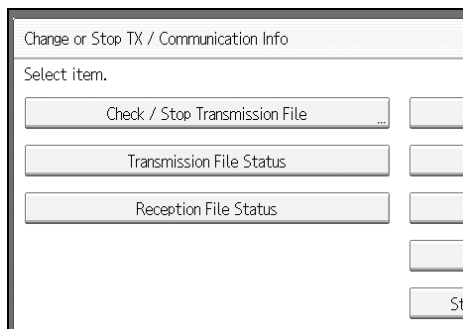 Change or Stop TX / Communication Info
Select item.
Check / Stop Transmission File
...
Transmission File Status
Reception File Status